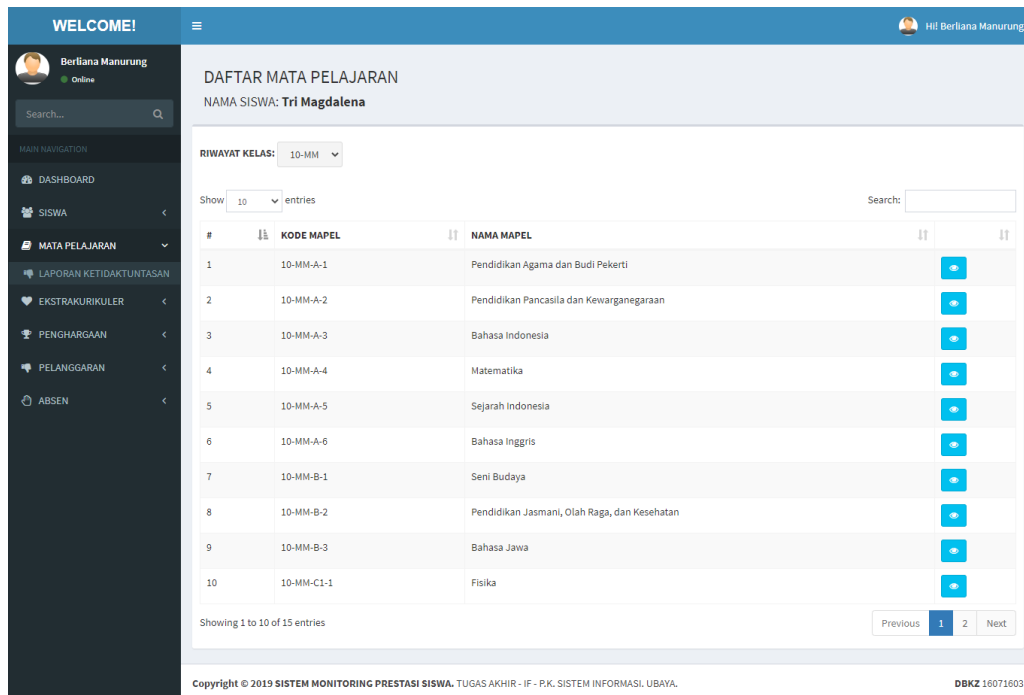 WELCOME!
Hi! Berliana Manurung
Berliana Manurung
Online
Search...
MAIN NAVIGATION
DASHBOARD
SISWA
MATA PELAJARAN
LAPORAN KETIDAKTUNTASAN
EKSTRAKURIKULER
PENGHARGAAN
PELANGGARAN
ABSEN
DAFTAR MATA PELAJARAN
NAMA SISWA: Tri Magdalena
RIWAYAT KELAS: 10-MM
Show 10 entries
Search:
# KODE MAPEL NAMA MAPEL
1 10-MM-A-1 Pendidikan Agama dan Budi Pekerti
2 10-MM-A-2 Pendidikan Pancasila dan Kewarganegaraan
3 10-MM-A-3 Bahasa Indonesia
4 10-MM-A-4 Matematika
5 10-MM-A-5 Sejarah Indonesia
6 10-MM-A-6 Bahasa Inggris
7 10-MM-B-1 Seni Budaya
8 10-MM-B-2 Pendidikan Jasmani, Olah Raga, dan Kesehatan
9 10-MM-B-3 Bahasa Jawa
10 10-MM-C1-1 Fisika
Showing 1 to 10 of 15 entries
Previous 1 2 Next
Copyright © 2019 SISTEM MONITORING PRESTASI SISWA. TUGAS AKHIR - IF - P.K. SISTEM INFORMASI. UBAYA.
DBKZ 16071603